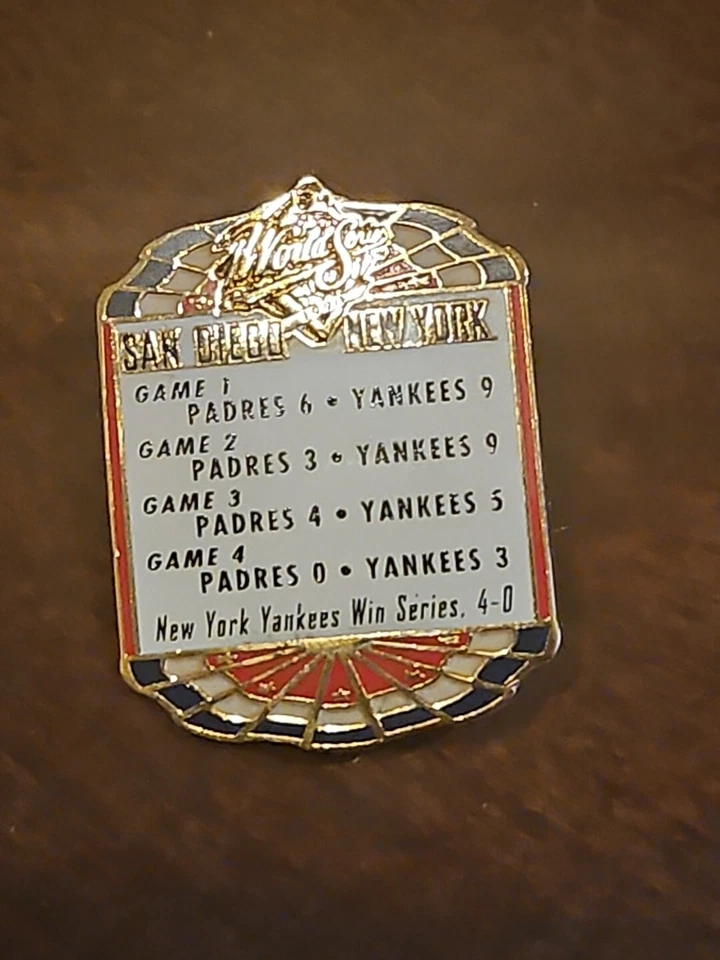 World Series
SAN DIEGO NEW YORK
GAME 1
PADRES 6 • YANKEES 9
GAME 2
PADRES 3 • YANKEES 9
GAME 3
PADRES 4 • YANKEES 5
GAME 4
PADRES 0 • YANKEES 3
New York Yankees Win Series, 4-0